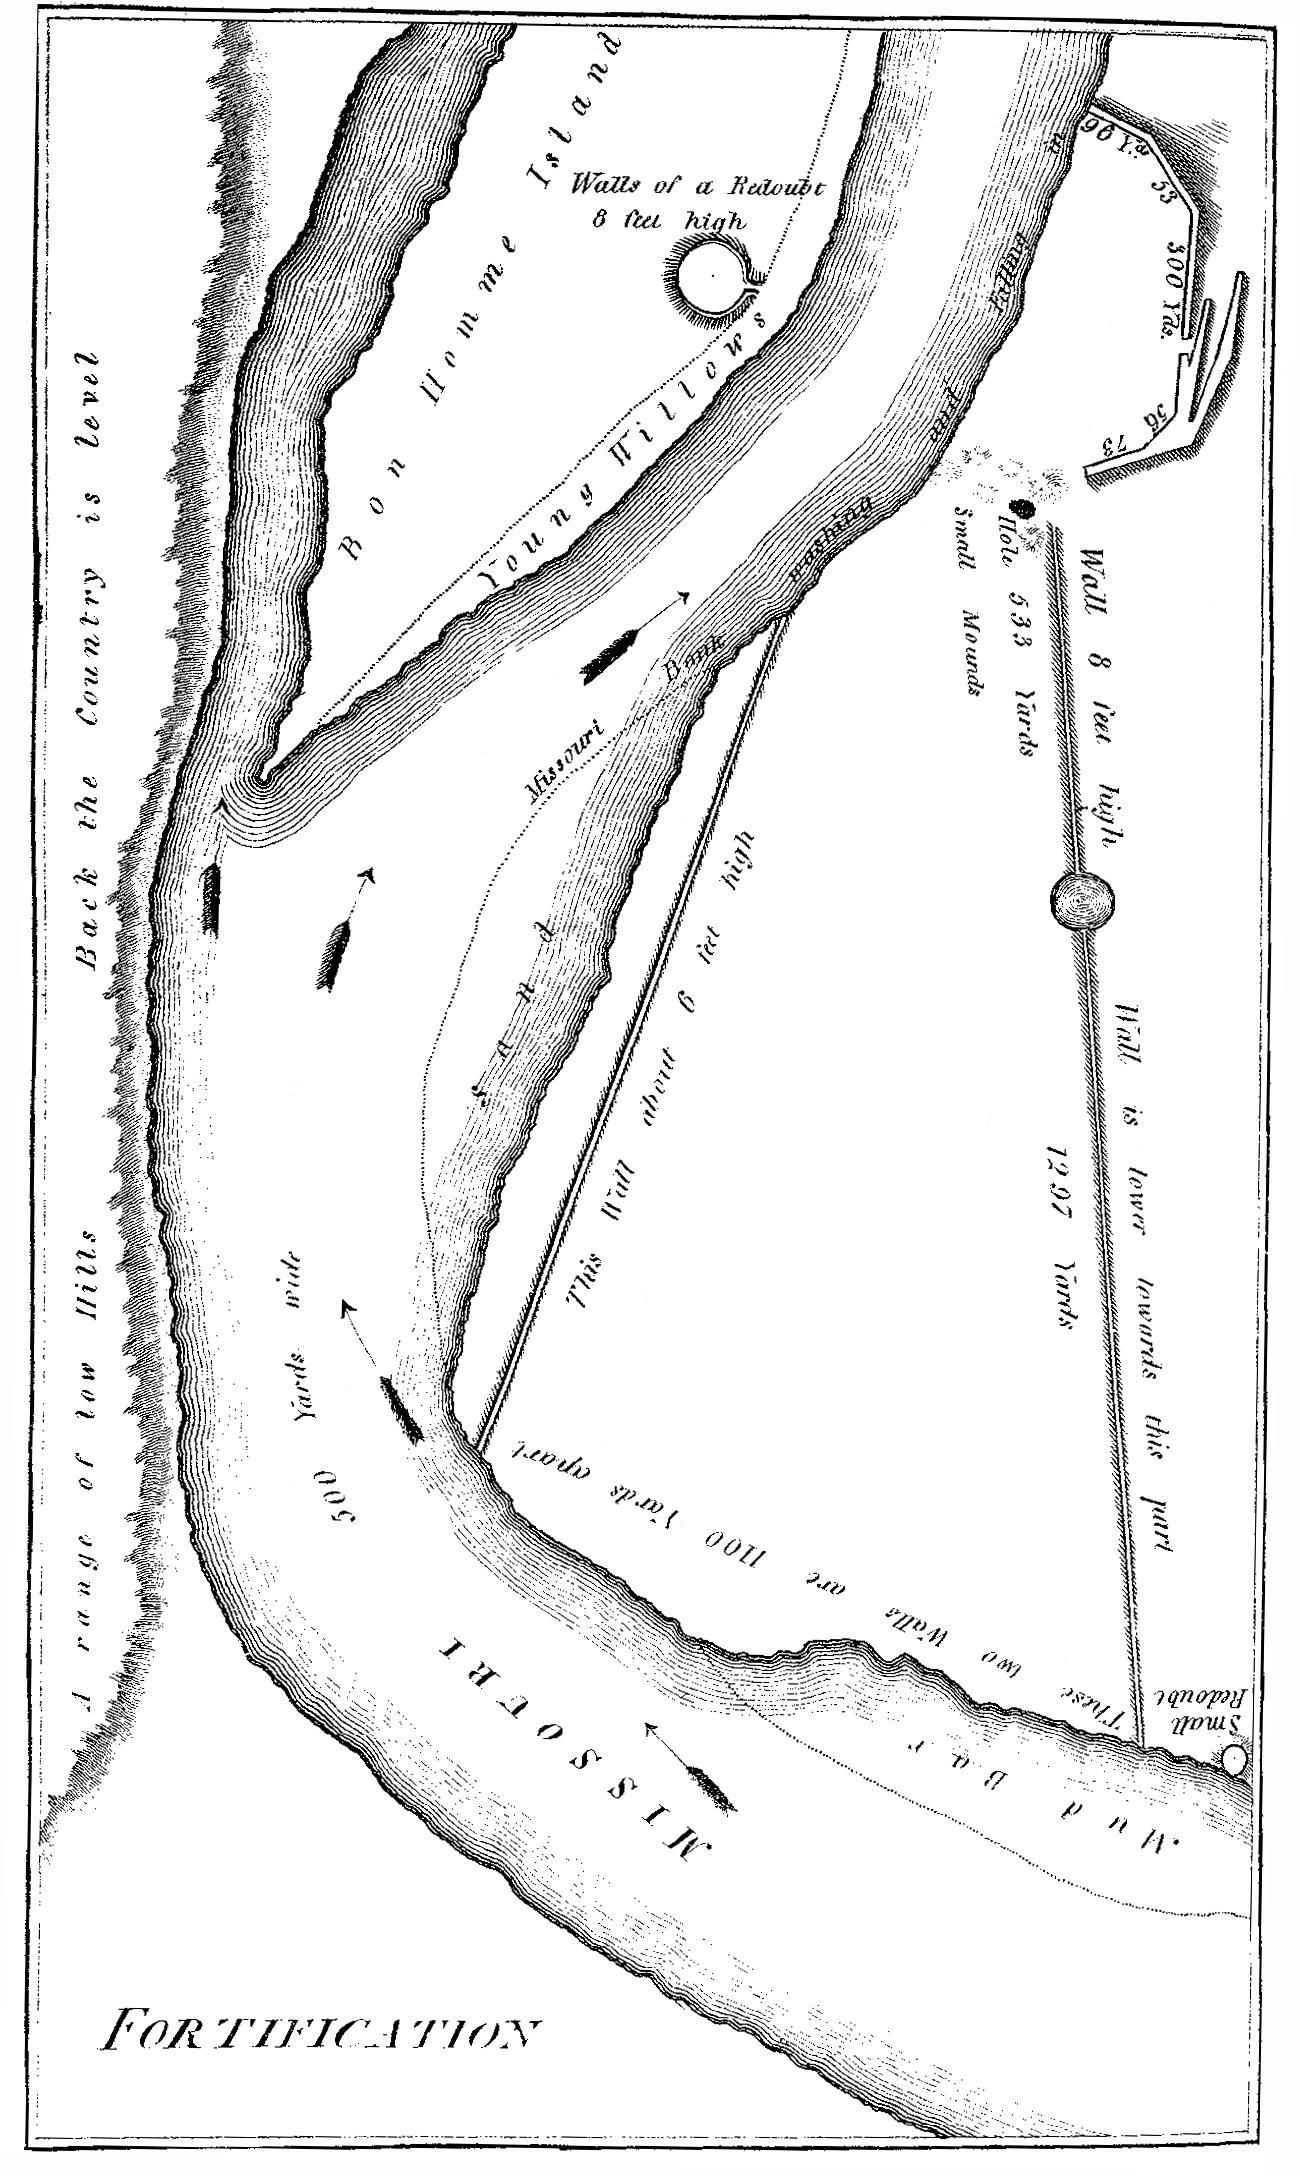 Bon Homme Island
Walls of a Redoubt
8 feet high
Young Willows
96 Yds
53
300 Yds.
56
73
Missouri Bank washing and falling in
Small Mounds
Hole 533 Yards
Wall 8 feet high
Wall is lower towards this part
1297 Yards
Sand
This Wall about 9 feet high
These two Walls are 1100 Yards apart
Small
Redoubt
Mud Bar
500 Yards wide
MISSOURI
A range of low Hills Back the Country is level
FORTIFICATION